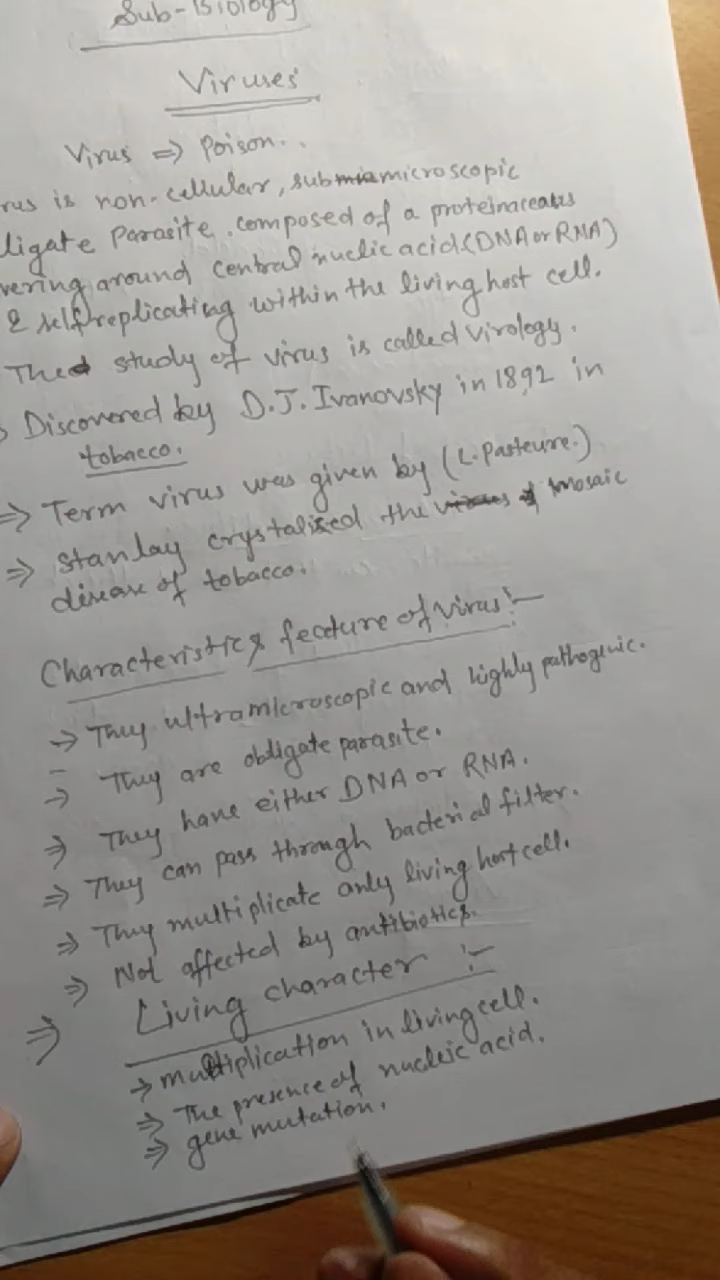 Sub-Biology
Viruses
Virus => Poison..
rus is non-cellular, submicroscopic
ligate Parasite. composed of a proteinaceous
vering around central nuclic acid (DNA or RNA)
& self replicating within the living host cell.
The study of virus is called virology.
Discovered by D.J. Ivanovsky in 1892 in
tobacco.
=> Term virus was given by (L. Pasteure.)
=> Stanlay crystalised the mosaic
disease of tobacco.
Characteristics feature of virus :-
-> They ultramicroscopic and highly pathogenic.
-> They are obligate parasite.
=> They have either DNA or RNA.
=> They can pass through bacterial filter.
=> They multiplicate only living host cell.
=> Not affected by antibiotics.
=> Living character :-
-> multiplication in living cell.
=> The presence of nucleic acid.
=> gene mutation.